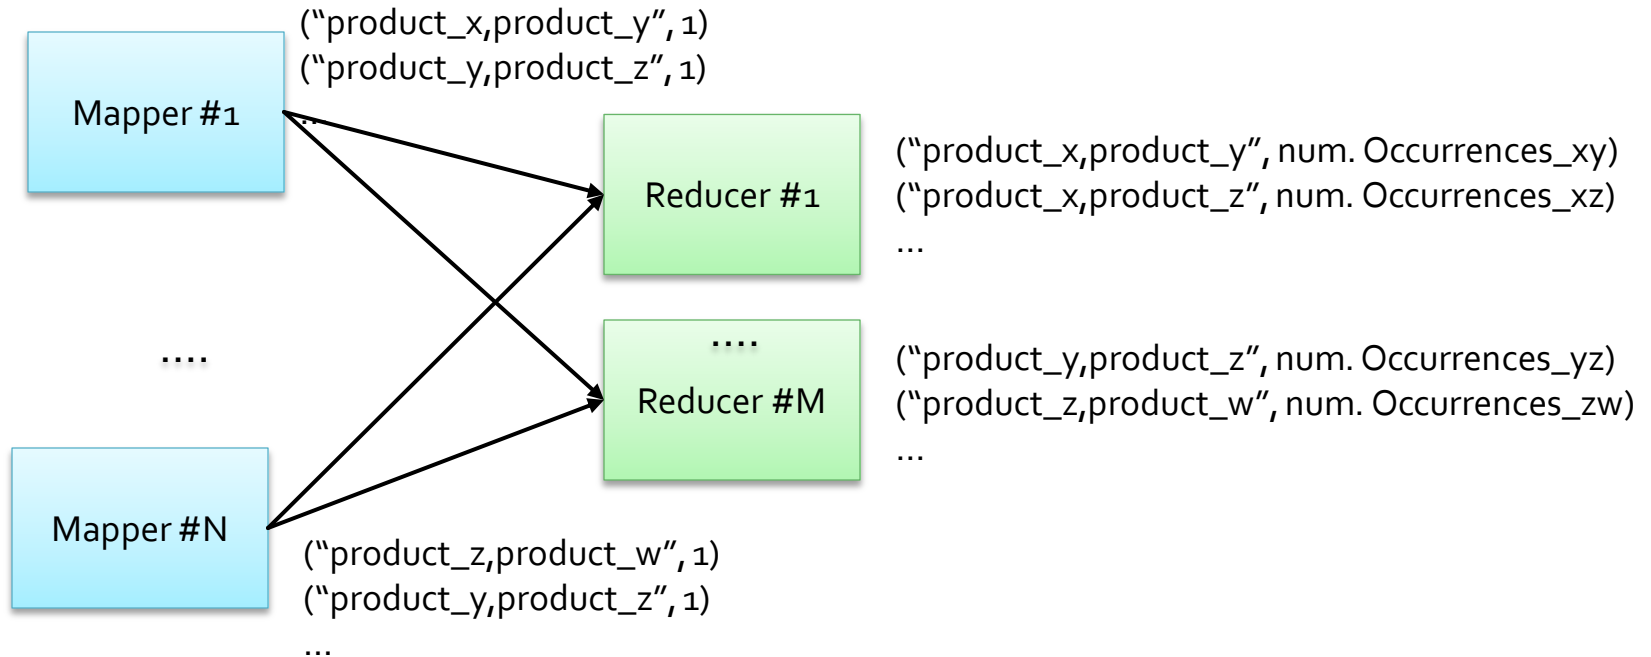 (“product_x,product_y”, 1)
(“product_y,product_z”, 1)
...
Mapper #1
Reducer #1
(“product_x,product_y”, num. Occurrences_xy)
(“product_x,product_z”, num. Occurrences_xz)
...
....
....
Reducer #M
(“product_y,product_z”, num. Occurrences_yz)
(“product_z,product_w”, num. Occurrences_zw)
...
Mapper #N
(“product_z,product_w”, 1)
(“product_y,product_z”, 1)
...